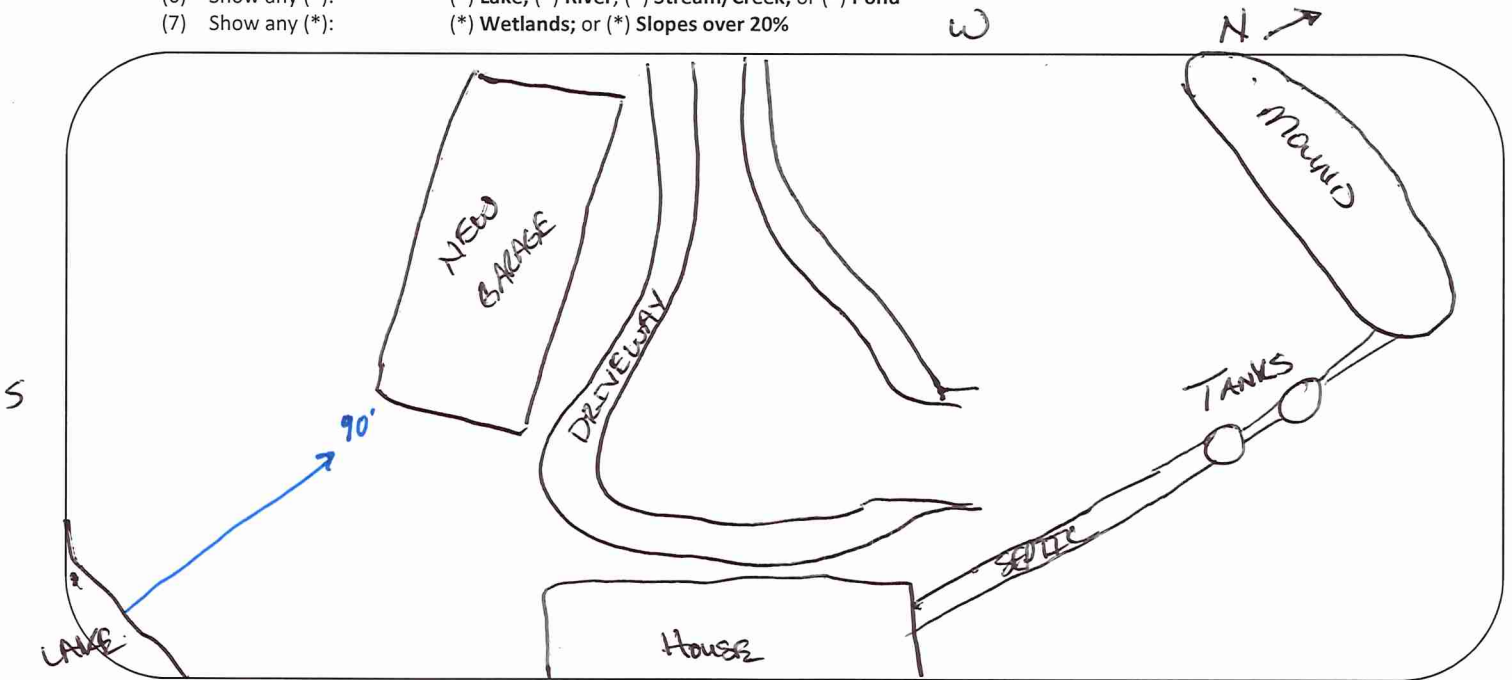 (7) Show any (*): (*) Wetlands; or (*) Slopes over 20%
W
N
MOUND
NEW
GARAGE
DRIVEWAY
S
TANKS
90'
SEPTIC
LAKE
HOUSE